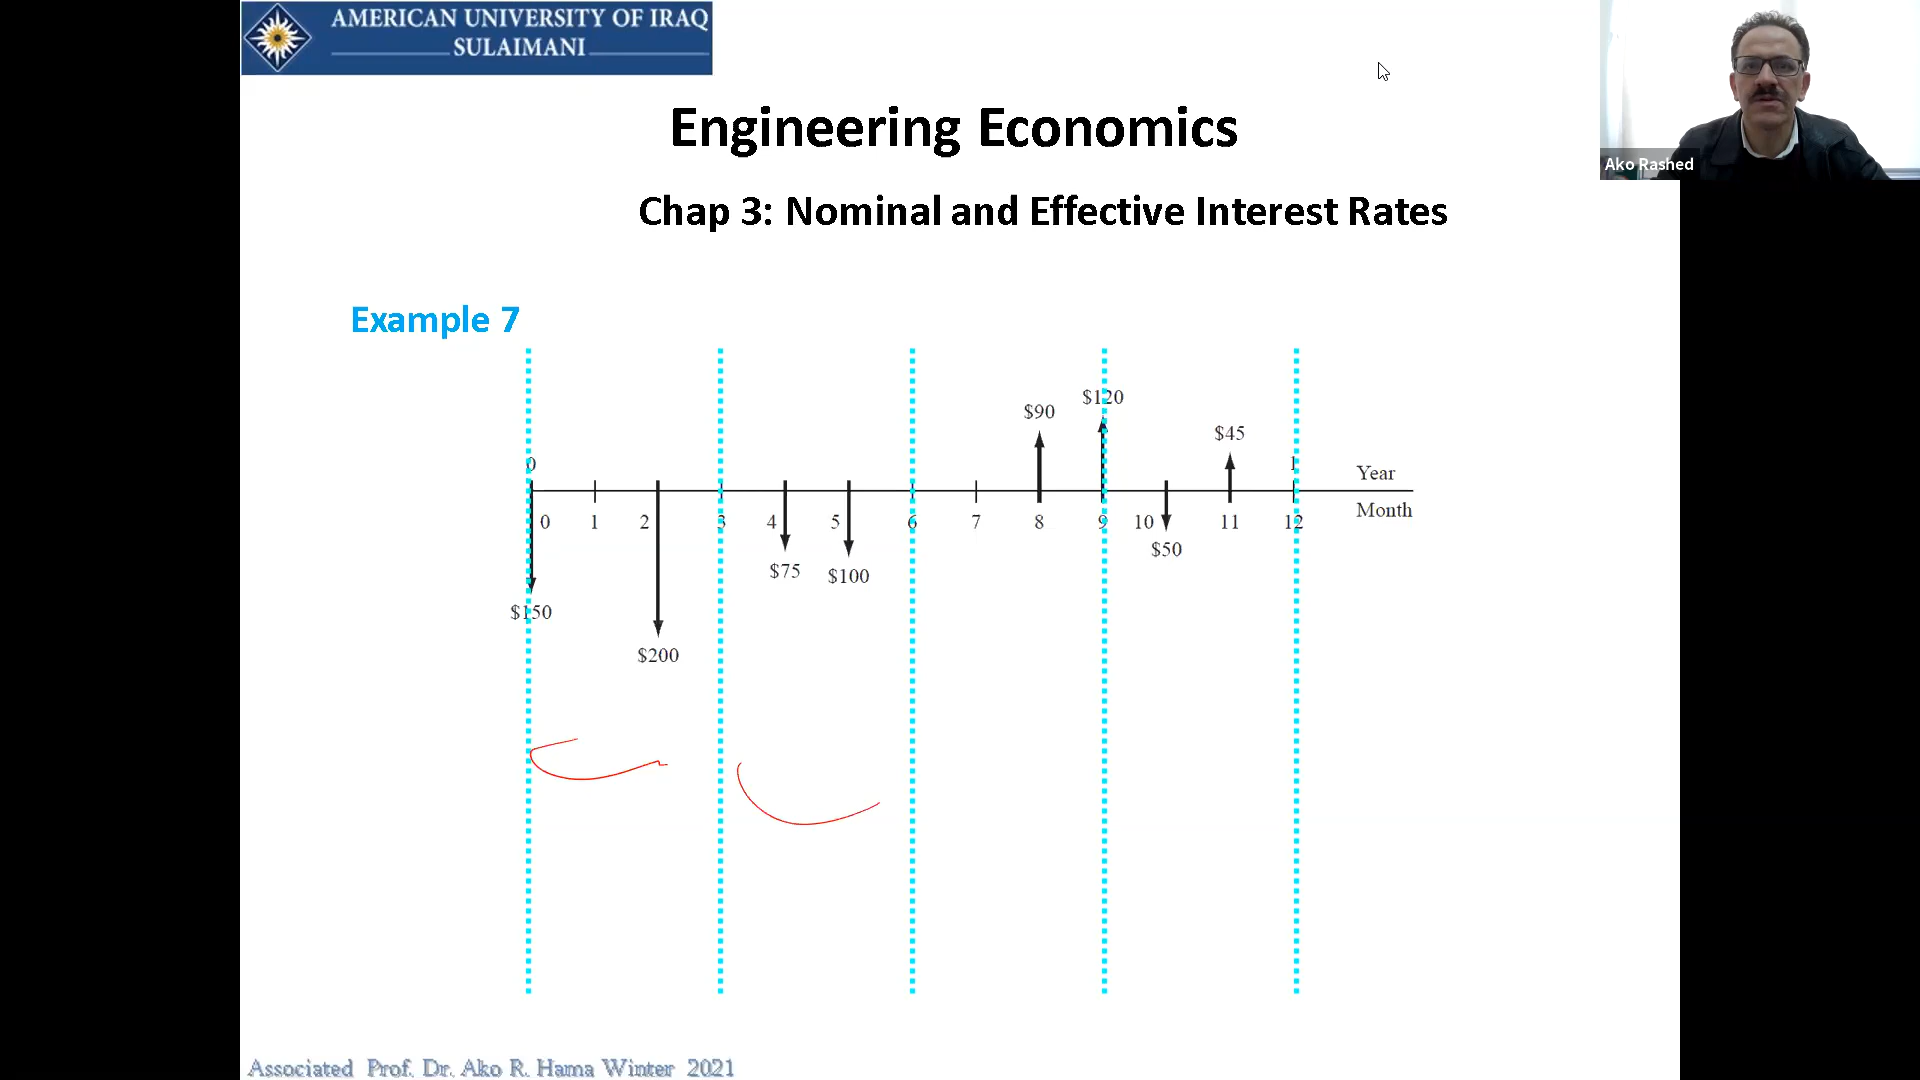 AMERICAN UNIVERSITY OF IRAQ
SULAIMANI
Ako Rashed
Engineering Economics
Chap 3: Nominal and Effective Interest Rates
Example 7
$90 $120 $45
0 1 Year
0 1 2 3 4 5 6 7 8 9 10 11 12 Month
$150 $200 $75 $100 $50
Associated Prof. Dr. Ako R. Hama Winter 2021